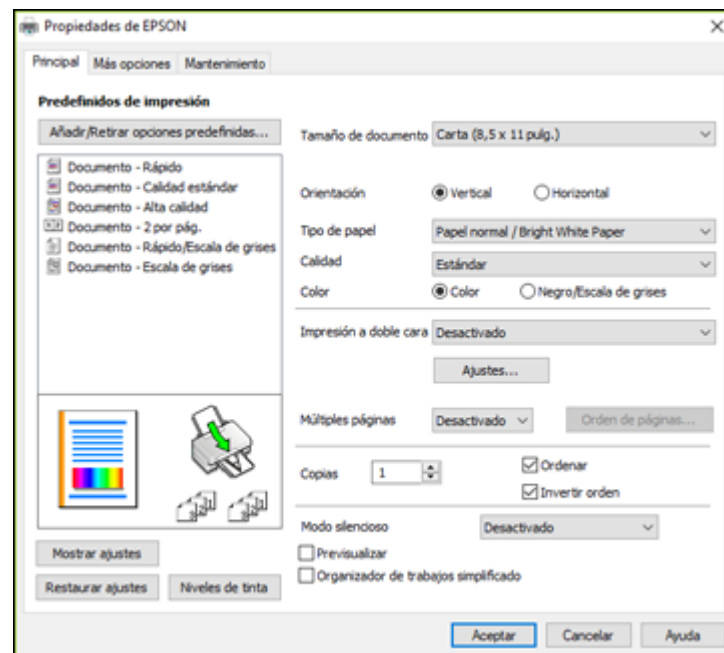 Propiedades de EPSON
Principal Más opciones Mantenimiento
Predefinidos de impresión
Añadir/Retirar opciones predefinidas...
Documento - Rápido
Documento - Calidad estándar
Documento - Alta calidad
Documento - 2 por pág.
Documento - Rápido/Escala de grises
Documento - Escala de grises
Mostrar ajustes
Restaurar ajustes Niveles de tinta
Tamaño de documento Carta (8,5 x 11 pulg.)
Orientación Vertical Horizontal
Tipo de papel Papel normal / Bright White Paper
Calidad Estándar
Color Color Negro/Escala de grises
Impresión a doble cara Desactivado
Ajustes...
Múltiples páginas Desactivado Orden de páginas...
Copias 1 Ordenar
Invertir orden
Modo silencioso Desactivado
Previsualizar
Organizador de trabajos simplificado
Aceptar Cancelar Ayuda